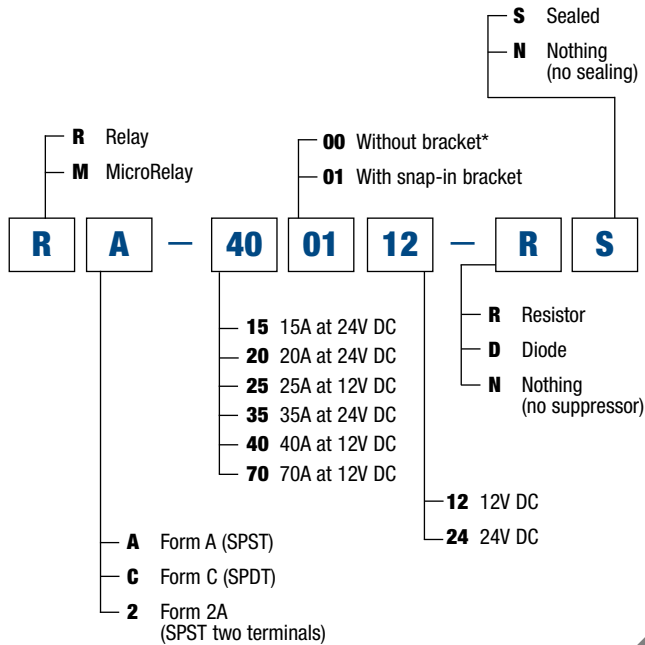 S Sealed
N Nothing
(no sealing)
R Relay
M MicroRelay
00 Without bracket*
01 With snap-in bracket
R A – 40 01 12 – R S
15 15A at 24V DC
20 20A at 24V DC
25 25A at 12V DC
35 35A at 24V DC
40 40A at 12V DC
70 70A at 12V DC
R Resistor
D Diode
N Nothing
(no suppressor)
12 12V DC
24 24V DC
A Form A (SPST)
C Form C (SPDT)
2 Form 2A
(SPST two terminals)